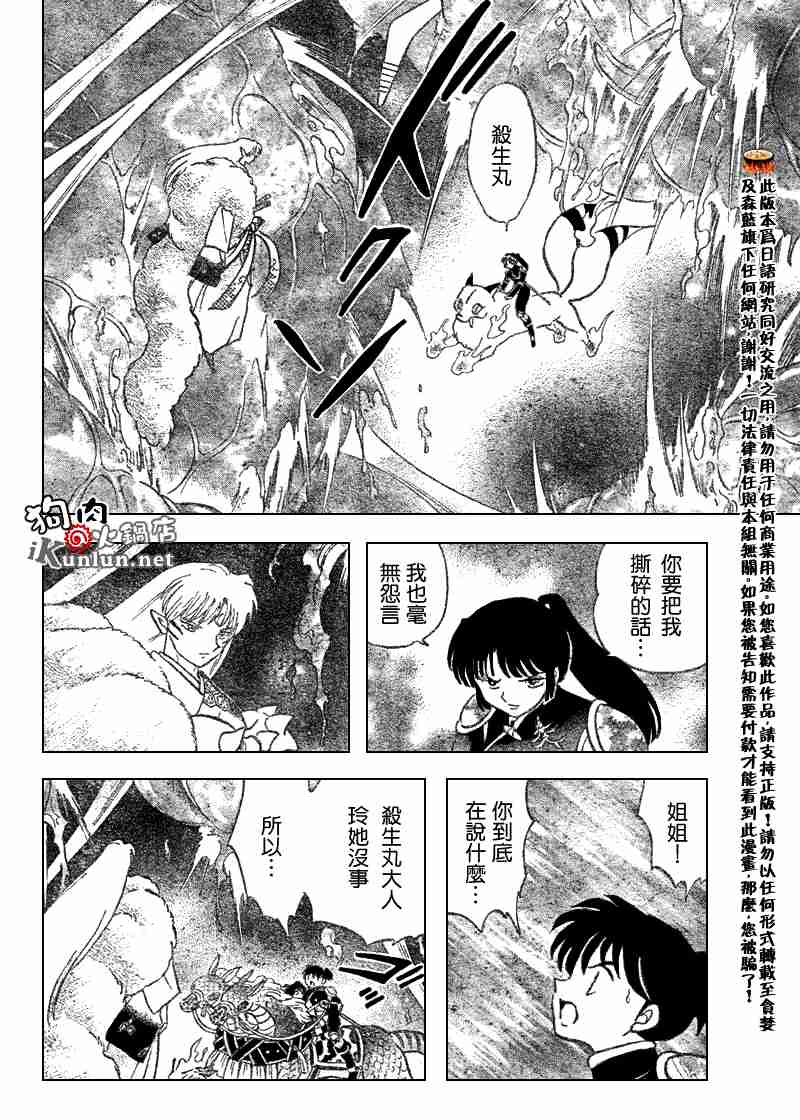 殺生丸
你要把我
撕碎的話…
我也毫
無怨言
姐姐！
你到底
在說什麼…
殺生丸大人
玲她沒事
所以…
狗肉
火鍋店
iKunlun.net
此版本爲日語研究同好交流之用，請勿用于任何商業用途。如您喜歡此作品，請支持正版！請勿以任何形式轉載至貪婪
及森藍旗下任何網站，謝謝！一切法律責任與本組無關。如果您被告知需要付款才能看到此漫畫，那麼，您被騙了！